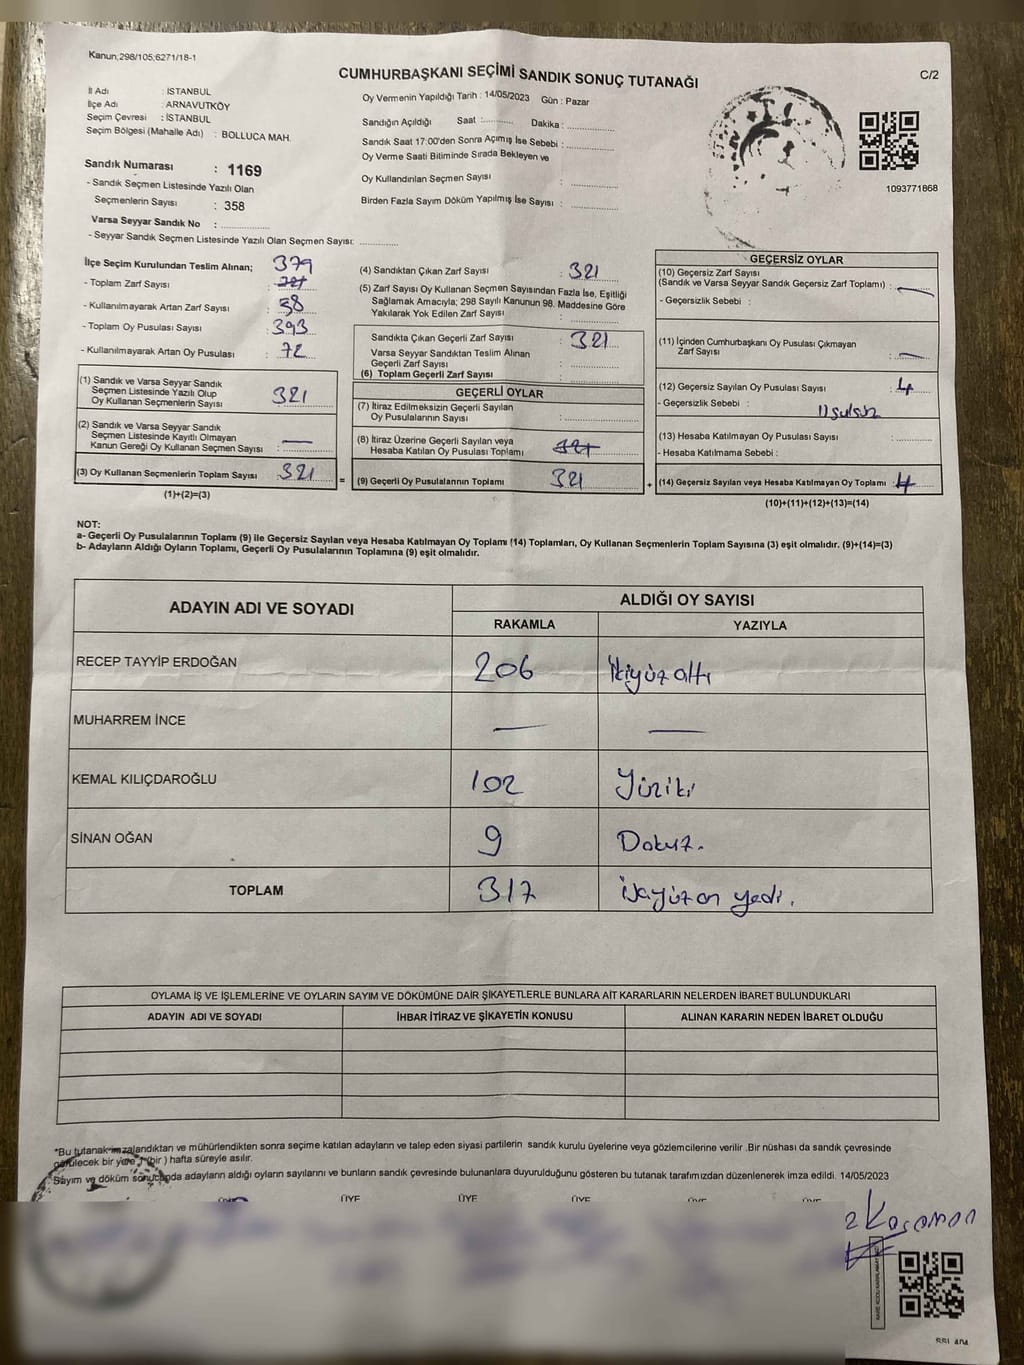 Kanun;298/105;6271/18-1
C/2
CUMHURBAŞKANI SEÇİMİ SANDIK SONUÇ TUTANAĞI
İl Adı : İSTANBUL
İlçe Adı : ARNAVUTKÖY
Seçim Çevresi : İSTANBUL
Seçim Bölgesi (Mahalle Adı) : BOLLUCA MAH.
Sandık Numarası : 1169
- Sandık Seçmen Listesinde Yazılı Olan
Seçmenlerin Sayısı : 358
Varsa Seyyar Sandık No :
- Seyyar Sandık Seçmen Listesinde Yazılı Olan Seçmen Sayısı:
Oy Vermenin Yapıldığı Tarih : 14/05/2023 Gün : Pazar
Sandığın Açıldığı Saat : Dakika :
Sandık Saat 17:00'den Sonra Açımış İse Sebebi :
Oy Verme Saati Bitiminde Sırada Bekleyen ve
Oy Kullandırılan Seçmen Sayısı :
Birden Fazla Sayım Döküm Yapılmış İse Sayısı :
1093771868
İlçe Seçim Kurulundan Teslim Alınan; 379
- Toplam Zarf Sayısı : 321
- Kullanılmayarak Artan Zarf Sayısı : 58
- Toplam Oy Pusulası Sayısı : 393
- Kullanılmayarak Artan Oy Pusulası : 72
(1) Sandık ve Varsa Seyyar Sandık
Seçmen Listesinde Yazılı Olup
Oy Kullanan Seçmenlerin Sayısı : 321
(2) Sandık ve Varsa Seyyar Sandık
Seçmen Listesinde Kayıtlı Olmayan
Kanun Gereği Oy Kullanan Seçmen Sayısı : —
(3) Oy Kullanan Seçmenlerin Toplam Sayısı : 321
(1)+(2)=(3)
=
(4) Sandıktan Çıkan Zarf Sayısı : 321
(5) Zarf Sayısı Oy Kullanan Seçmen Sayısından Fazla İse, Eşitliği
Sağlamak Amacıyla; 298 Sayılı Kanunun 98. Maddesine Göre
Yakılarak Yok Edilen Zarf Sayısı :
Sandıkta Çıkan Geçerli Zarf Sayısı : 321
Varsa Seyyar Sandıktan Teslim Alınan
Geçerli Zarf Sayısı :
(6) Toplam Geçerli Zarf Sayısı :
GEÇERLİ OYLAR
(7) İtiraz Edilmeksizin Geçerli Sayılan
Oy Pusulalarının Sayısı :
(8) İtiraz Üzerine Geçerli Sayılan veya
Hesaba Katılan Oy Pusulası Toplamı : 321
(9) Geçerli Oy Pusulalarının Toplamı : 321
+
GEÇERSİZ OYLAR
(10) Geçersiz Zarf Sayısı
(Sandık ve Varsa Seyyar Sandık Geçersiz Zarf Toplamı) : —
- Geçersizlik Sebebi :
(11) İçinden Cumhurbaşkanı Oy Pusulası Çıkmayan
Zarf Sayısı : —
(12) Geçersiz Sayılan Oy Pusulası Sayısı : 4
- Geçersizlik Sebebi : Usulsüz
(13) Hesaba Katılmayan Oy Pusulası Sayısı :
- Hesaba Katılmama Sebebi :
(14) Geçersiz Sayılan veya Hesaba Katılmayan Oy Toplamı : 4
(10)+(11)+(12)+(13)=(14)
NOT:
a- Geçerli Oy Pusulalarının Toplamı (9) ile Geçersiz Sayılan veya Hesaba Katılmayan Oy Toplamı (14) Toplamları, Oy Kullanan Seçmenlerin Toplam Sayısına (3) eşit olmalıdır. (9)+(14)=(3)
b- Adayların Aldığı Oyların Toplamı, Geçerli Oy Pusulalarının Toplamına (9) eşit olmalıdır.
ADAYIN ADI VE SOYADI ALDIĞI OY SAYISI
RAKAMLA YAZIYLA
RECEP TAYYİP ERDOĞAN 206 İkiyüz altı
MUHARREM İNCE — —
KEMAL KILIÇDAROĞLU 102 Yüziki
SİNAN OĞAN 9 Dokuz.
TOPLAM 317 üçyüz on yedi.
OYLAMA İŞ VE İŞLEMLERİNE VE OYLARIN SAYIM VE DÖKÜMÜNE DAİR ŞİKAYETLERLE BUNLARA AİT KARARLARIN NELERDEN İBARET BULUNDUKLARI
ADAYIN ADI VE SOYADI İHBAR İTİRAZ VE ŞİKAYETİN KONUSU ALINAN KARARIN NEDEN İBARET OLDUĞU
*Bu tutanak imzalandıktan ve mühürlendikten sonra seçime katılan adayların ve talep eden siyasi partilerin sandık kurulu üyelerine veya gözlemcilerine verilir .Bir nüshası da sandık çevresinde
görülecek bir yere 1 (bir ) hafta süreyle asılır.
Sayım ve döküm sonucunda adayların aldığı oyların sayılarını ve bunların sandık çevresinde bulunanlara duyurulduğunu gösteren bu tutanak tarafımızdan düzenlenerek imza edildi. 14/05/2023
ÜYE ÜYE ÜYE ÜYE ÜYE